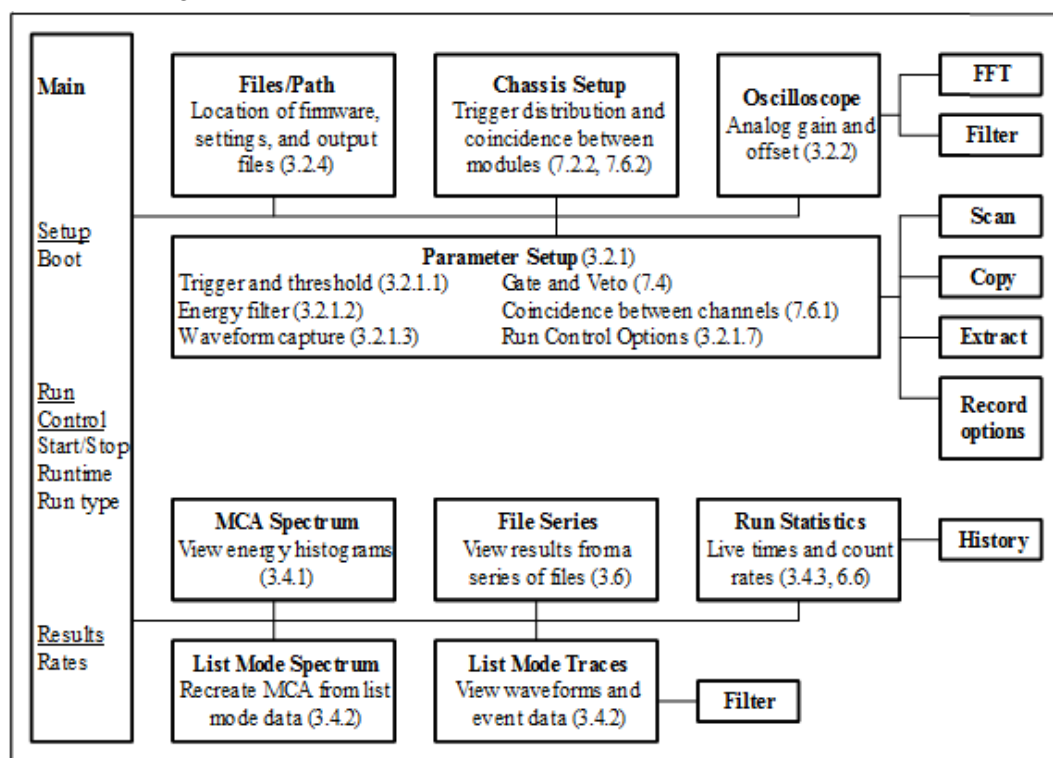 Main
Setup
Boot
Run
Control
Start/Stop
Runtime
Run type
Results
Rates
Files/Path
Location of firmware,
settings, and output
files (3.2.4)
Chassis Setup
Trigger distribution and
coincidence between
modules (7.2.2, 7.6.2)
Oscilloscope
Analog gain and
offset (3.2.2)
FFT
Filter
Parameter Setup (3.2.1)
Trigger and threshold (3.2.1.1)
Energy filter (3.2.1.2)
Waveform capture (3.2.1.3)
Gate and Veto (7.4)
Coincidence between channels (7.6.1)
Run Control Options (3.2.1.7)
Scan
Copy
Extract
Record
options
MCA Spectrum
View energy histograms
(3.4.1)
File Series
View results from a
series of files (3.6)
Run Statistics
Live times and count
rates (3.4.3, 6.6)
History
List Mode Spectrum
Recreate MCA from list
mode data (3.4.2)
List Mode Traces
View waveforms and
event data (3.4.2)
Filter